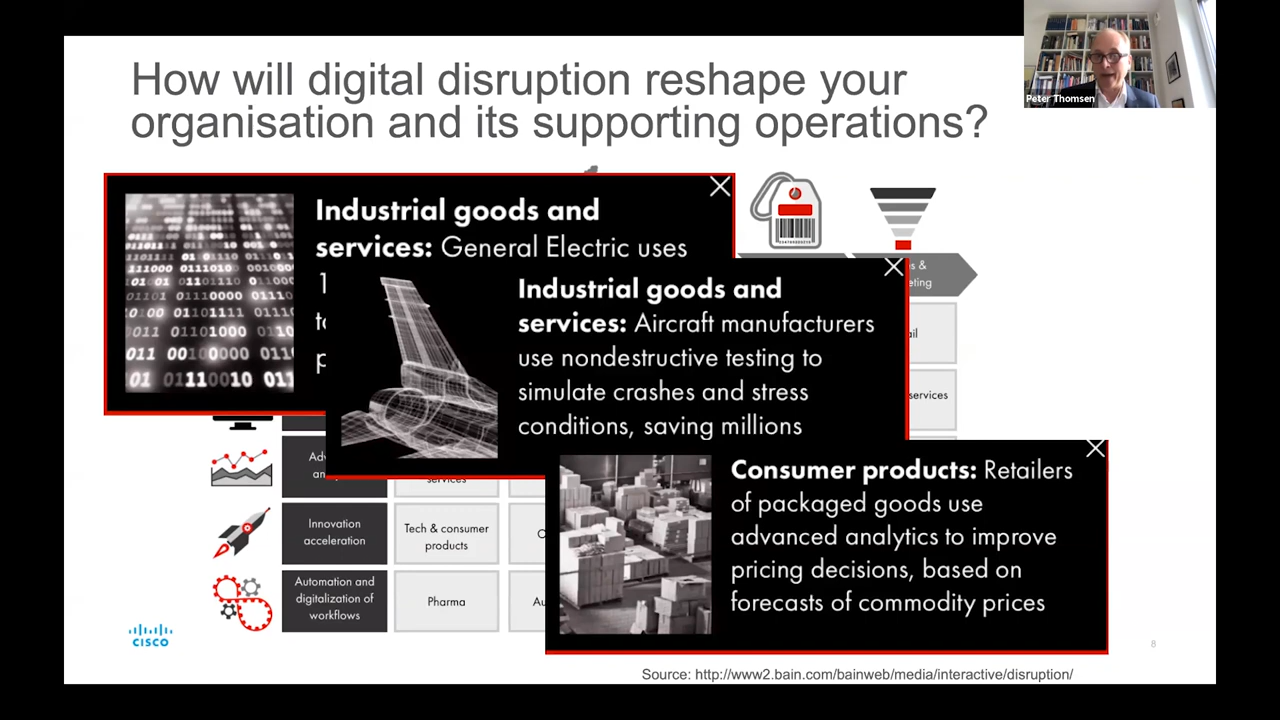 How will digital disruption reshape your
organisation and its supporting operations?
Peter Thomsen
Industrial goods and
services: General Electric uses
Industrial goods and
services: Aircraft manufacturers
use nondestructive testing to
simulate crashes and stress
conditions, saving millions
Consumer products: Retailers
of packaged goods use
advanced analytics to improve
pricing decisions, based on
forecasts of commodity prices
services
services
Innovation
acceleration
Tech & consumer
products
Automation and
digitalization of
workflows
Pharma
CISCO
8
Source: http://www2.bain.com/bainweb/media/interactive/disruption/